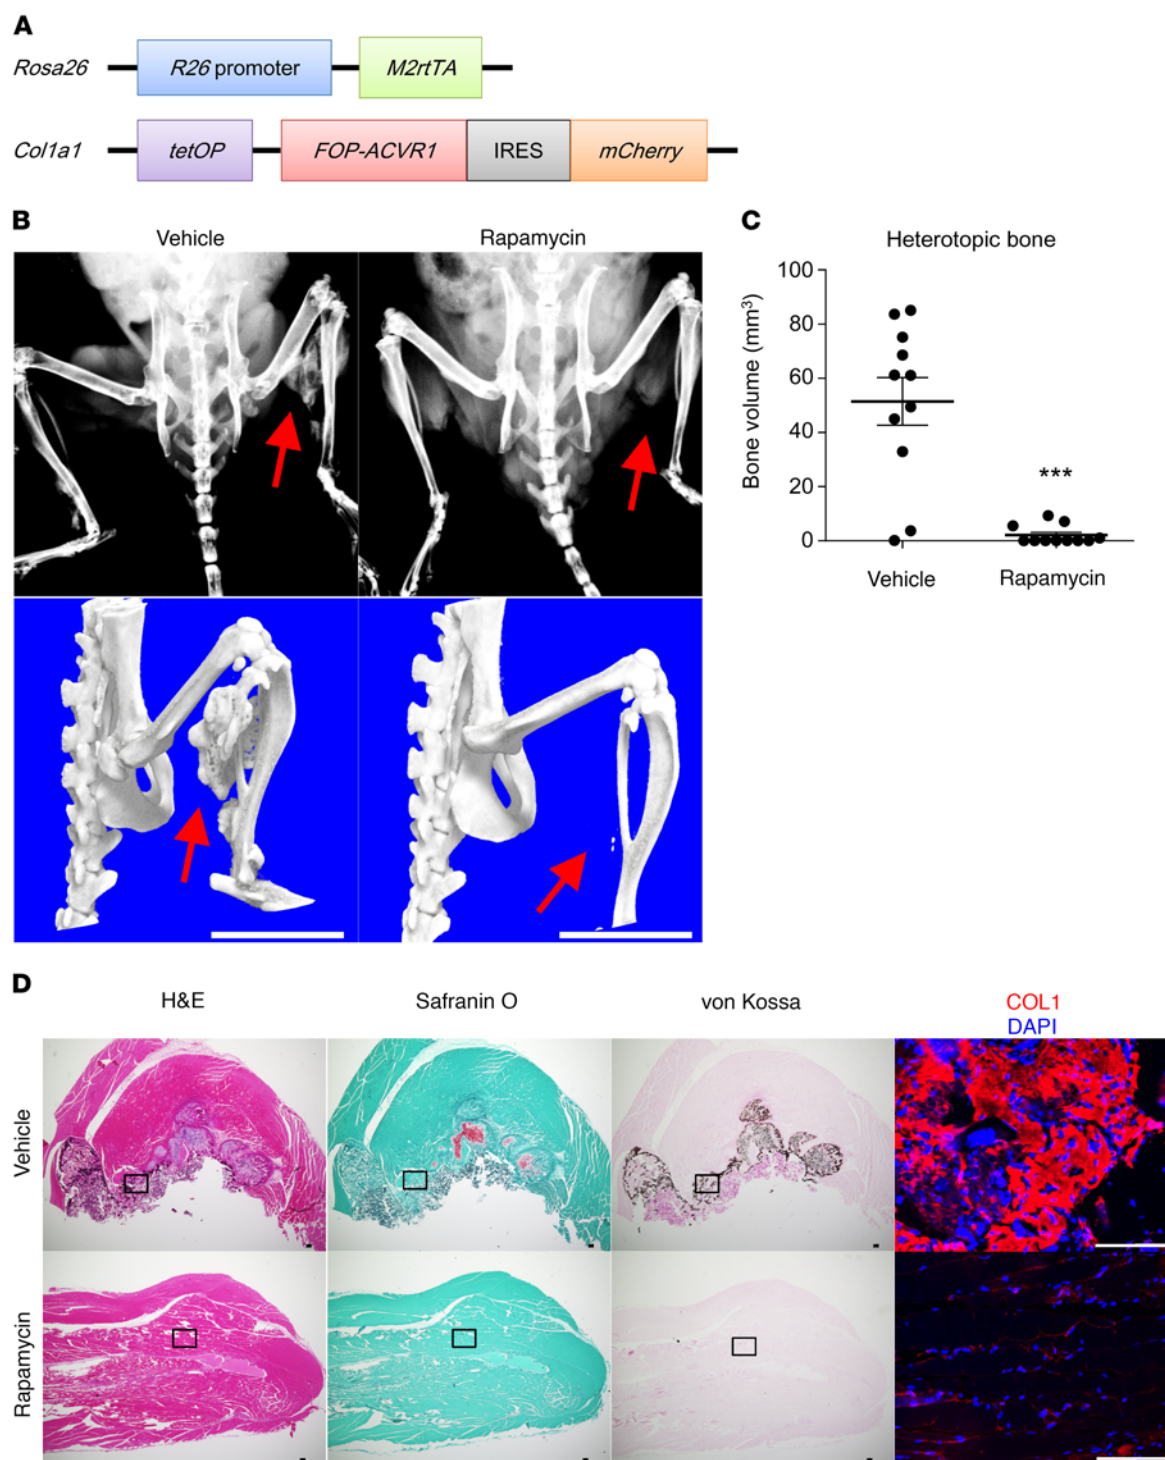 A
Rosa26
R26 promoter
M2rtTA
Col1a1
tetOP
FOP-ACVR1
IRES
mCherry
B
Vehicle
Rapamycin
C
Heterotopic bone
Bone volume (mm³)
100
80
60
40
20
0
***
Vehicle
Rapamycin
D
H&E
Safranin O
von Kossa
COL1
DAPI
Vehicle
Rapamycin